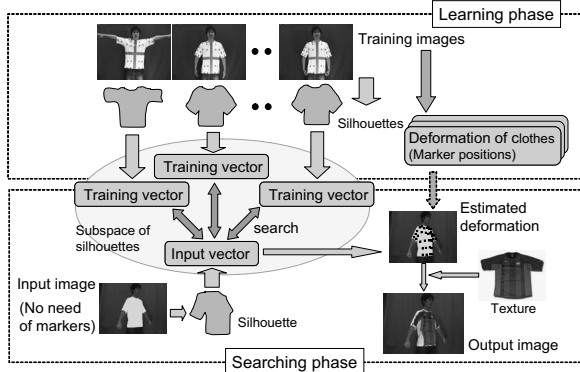 Learning phase
Training images
Silhouettes
Deformation of clothes
(Marker positions)
Training vector
Training vector
Training vector
Subspace of
silhouettes
search
Input vector
Estimated
deformation
Input image
(No need
of markers)
Silhouette
Texture
Output image
Searching phase